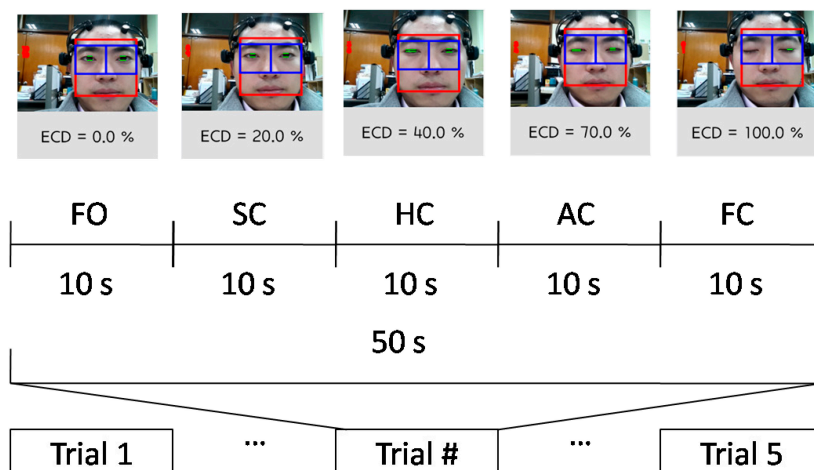 ECD = 0.0 %
ECD = 20.0 %
ECD = 40.0 %
ECD = 70.0 %
ECD = 100.0 %
FO
SC
HC
AC
FC
10 s
10 s
10 s
10 s
10 s
50 s
Trial 1
...
Trial #
...
Trial 5